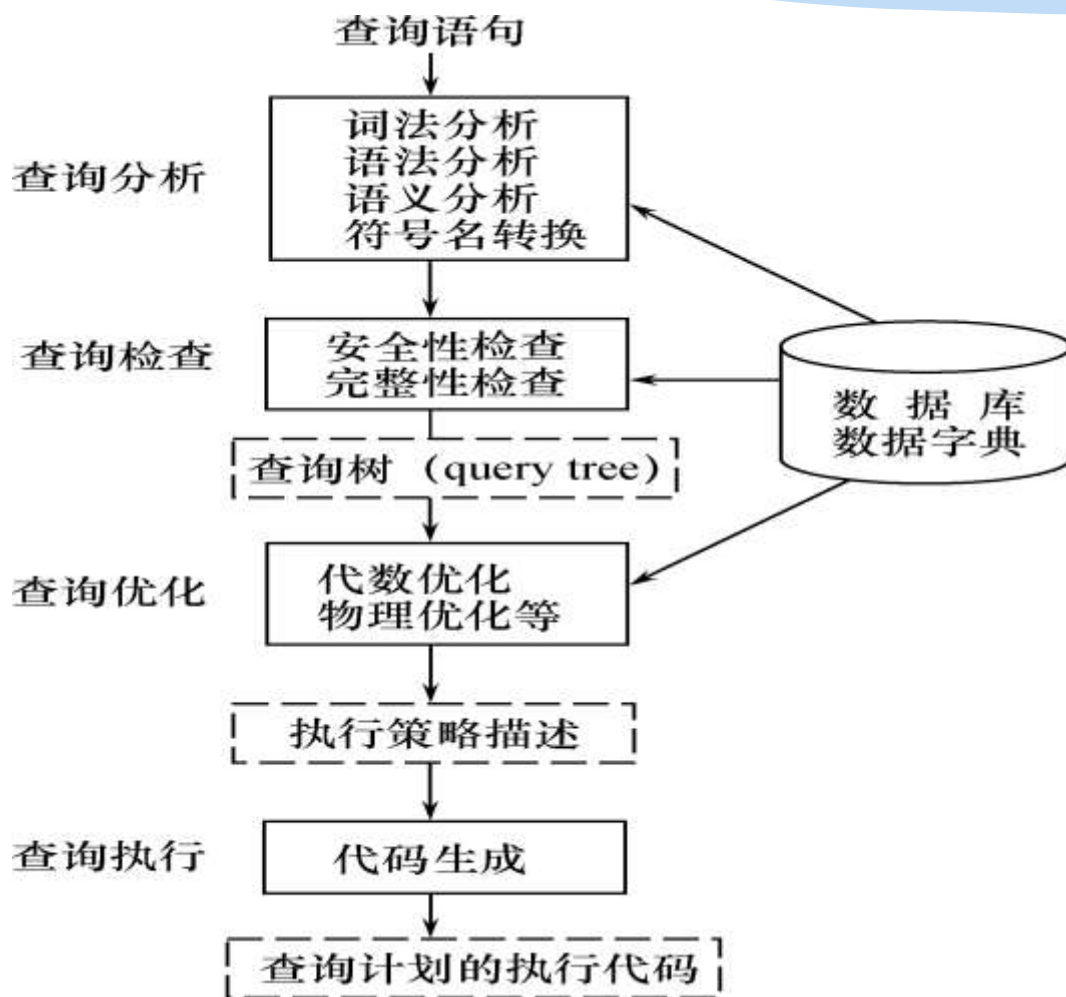 查询语句
词法分析
语法分析
查询分析
语义分析
符号名转换
查询检查
安全性检查
完整性检查
数 据 库
数据字典
查询树 (query tree)
查询优化
代数优化
物理优化等
执行策略描述
查询执行
代码生成
查询计划的执行代码